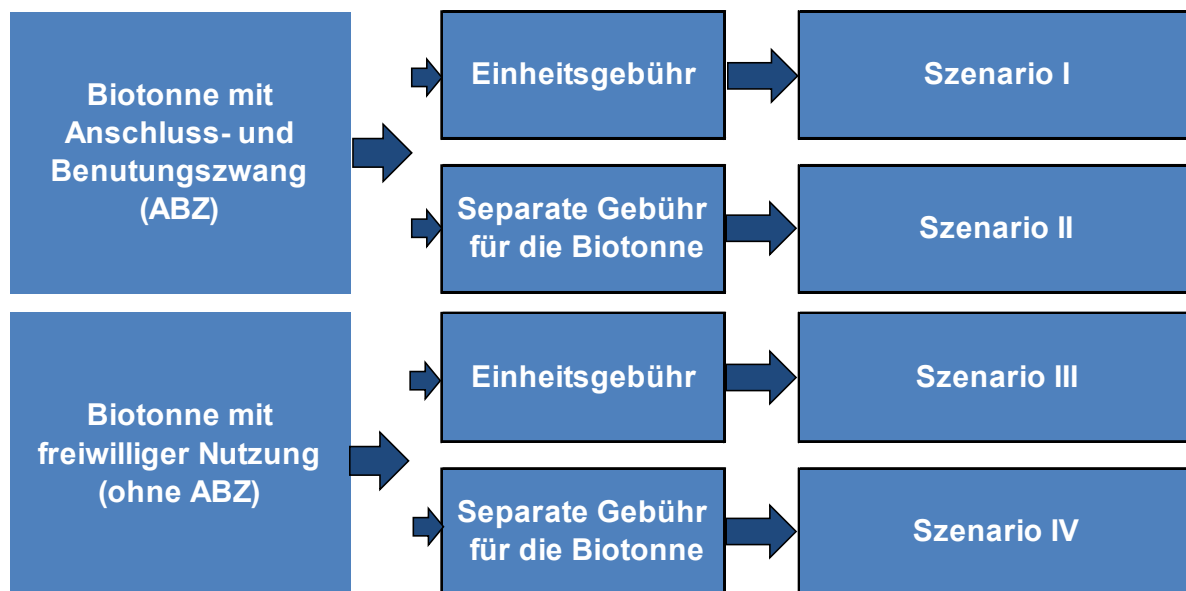 Biotonne mit
Anschluss- und
Benutungszwang
(ABZ)
Einheitsgebühr
Szenario I
Separate Gebühr
für die Biotonne
Szenario II
Biotonne mit
freiwilliger Nutzung
(ohne ABZ)
Einheitsgebühr
Szenario III
Separate Gebühr
für die Biotonne
Szenario IV